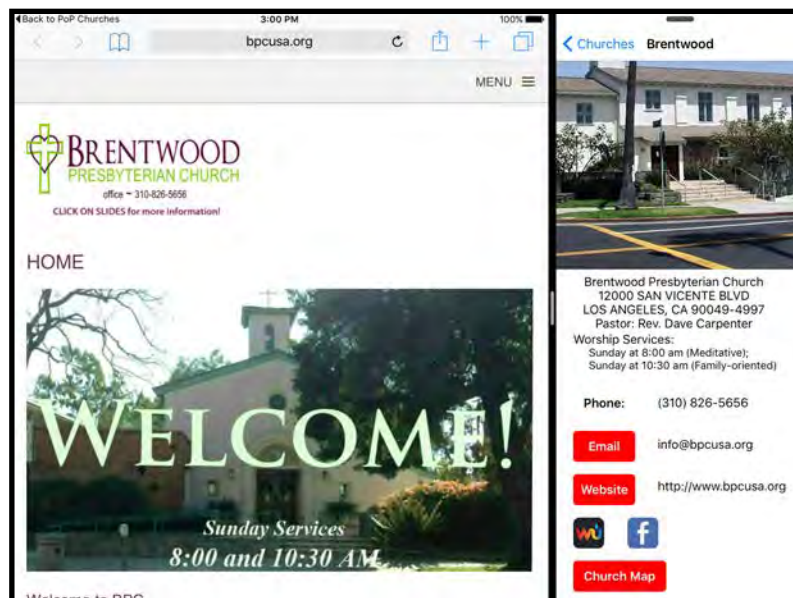 Back to PoP Churches
3:00 PM
100%
bpcusa.org
MENU
BRENTWOOD
PRESBYTERIAN CHURCH
office ~ 310-826-5656
CLICK ON SLIDES for more information!
HOME
WELCOME!
Sunday Services
8:00 and 10:30 AM
Welcome to BPC
Churches
Brentwood
Brentwood Presbyterian Church
12000 SAN VICENTE BLVD
LOS ANGELES, CA 90049-4997
Pastor: Rev. Dave Carpenter
Worship Services:
Sunday at 8:00 am (Meditative);
Sunday at 10:30 am (Family-oriented)
Phone: (310) 826-5656
Email info@bpcusa.org
Website http://www.bpcusa.org
wu f
Church Map